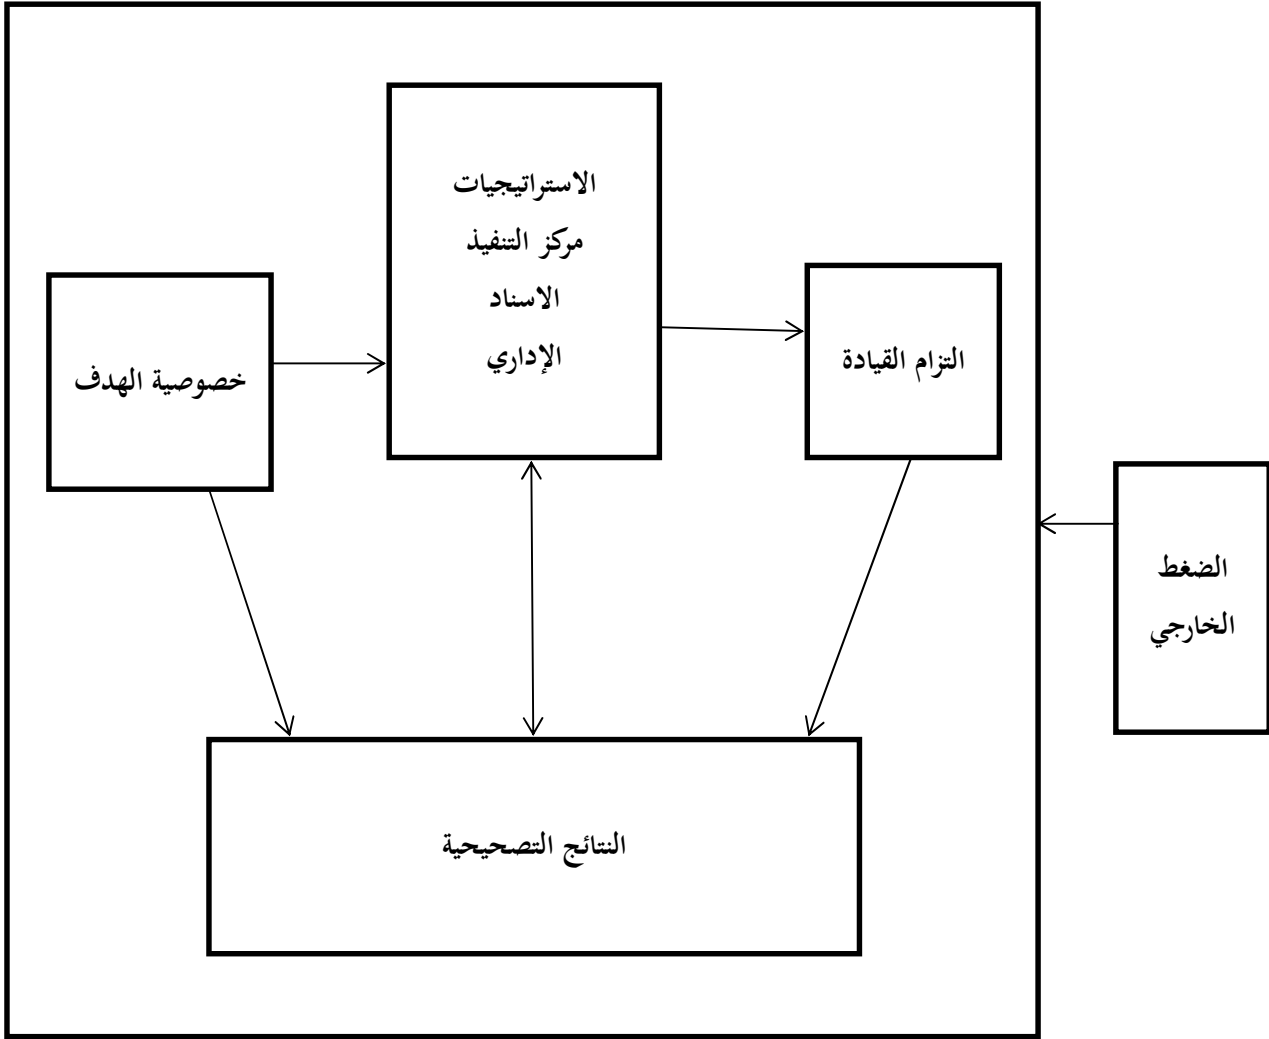 الاستراتيجيات
مركز التنفيذ
الاسناد
الإداري
التزام القيادة
خصوصية الهدف
الضغط
الخارجي
النتائج التصحيحية